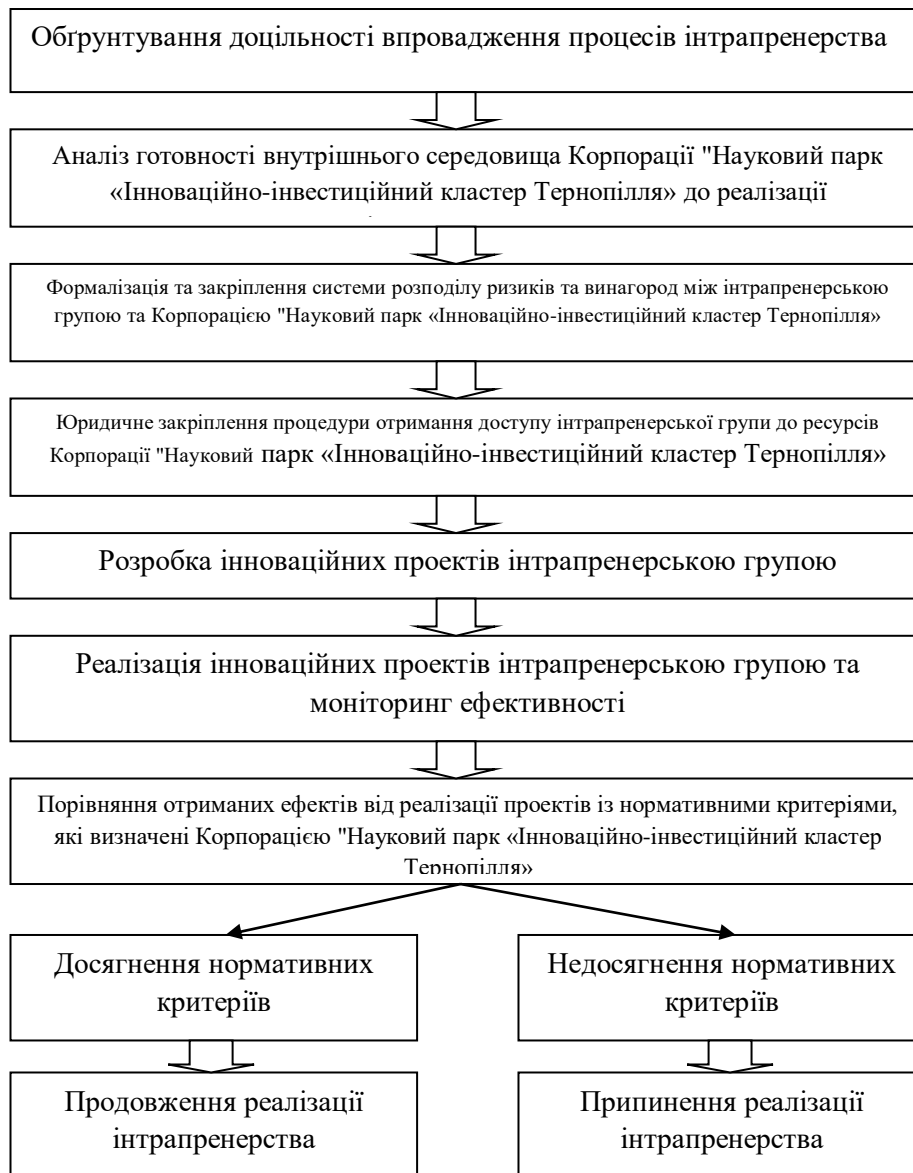 Обґрунтування доцільності впровадження процесів інтрапренерства
Аналіз готовності внутрішнього середовища Корпорації "Науковий парк
«Інноваційно-інвестиційний кластер Тернопілля» до реалізації
Формалізація та закріплення системи розподілу ризиків та винагород між інтрапренерською
групою та Корпорацією "Науковий парк «Інноваційно-інвестиційний кластер Тернопілля»
Юридичне закріплення процедури отримання доступу інтрапренерської групи до ресурсів
Корпорації "Науковий парк «Інноваційно-інвестиційний кластер Тернопілля»
Розробка інноваційних проектів інтрапренерською групою
Реалізація інноваційних проектів інтрапренерською групою та
моніторинг ефективності
Порівняння отриманих ефектів від реалізації проектів із нормативними критеріями,
які визначені Корпорацією "Науковий парк «Інноваційно-інвестиційний кластер
Тернопілля»
Досягнення нормативних
критеріїв
Недосягнення нормативних
критеріїв
Продовження реалізації
інтрапренерства
Припинення реалізації
інтрапренерства